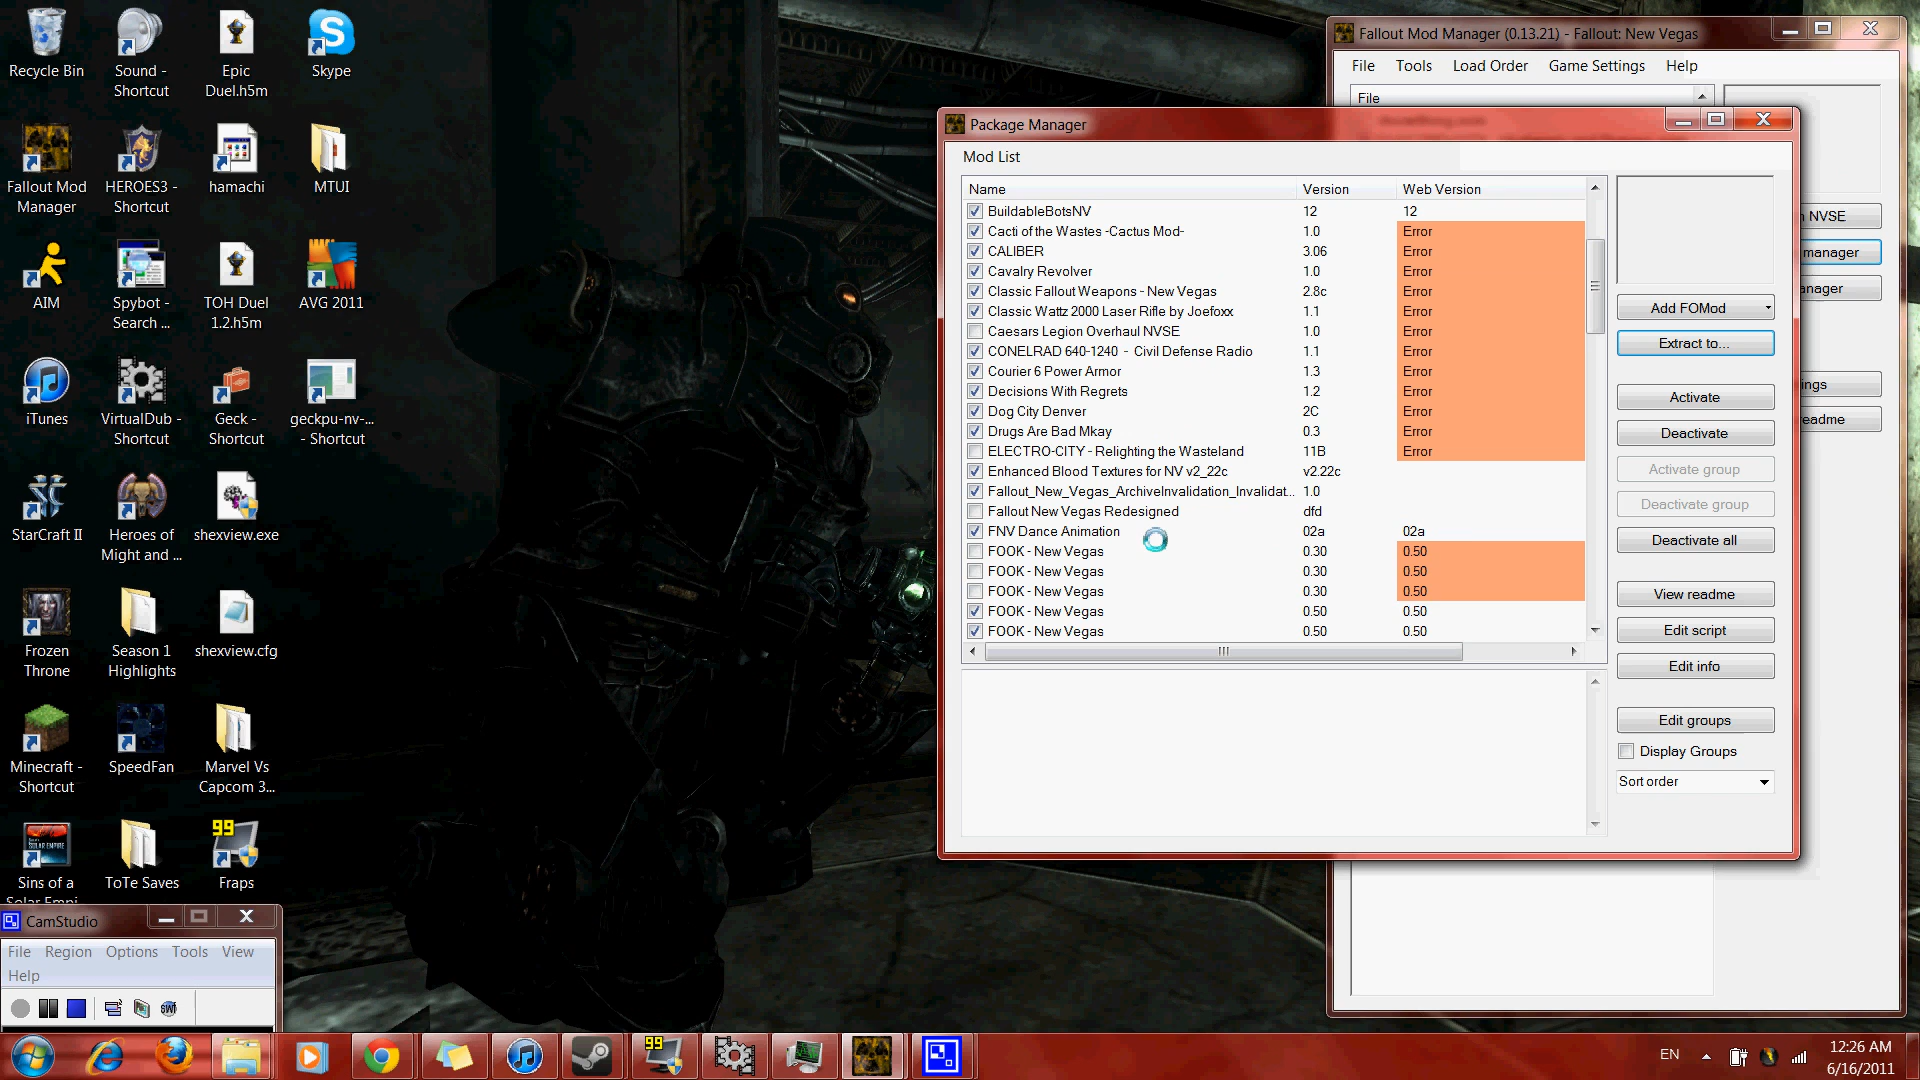 Recycle Bin
Sound - Shortcut
Epic Duel.h5m
Skype
Fallout Mod Manager
HEROES3 - Shortcut
hamachi
MTUI
AIM
Spybot - Search ...
TOH Duel 1.2.h5m
AVG 2011
iTunes
VirtualDub - Shortcut
Geck - Shortcut
geckpu-nv-... - Shortcut
StarCraft II
Heroes of Might and ...
shexview.exe
Frozen Throne
Season 1 Highlights
shexview.cfg
Minecraft - Shortcut
SpeedFan
Marvel Vs Capcom 3...
Sins of a Solar Empi...
ToTe Saves
99
Fraps
CamStudio
File Region Options Tools View
Help
Fallout Mod Manager (0.13.21) - Fallout: New Vegas
File Tools Load Order Game Settings Help
File
NVSE
manager
anager
ings
eadme
Package Manager
Mod List
Name Version Web Version
BuildableBotsNV 12 12
Cacti of the Wastes -Cactus Mod- 1.0 Error
CALIBER 3.06 Error
Cavalry Revolver 1.0 Error
Classic Fallout Weapons - New Vegas 2.8c Error
Classic Wattz 2000 Laser Rifle by Joefoxx 1.1 Error
Caesars Legion Overhaul NVSE 1.0 Error
CONELRAD 640-1240 - Civil Defense Radio 1.1 Error
Courier 6 Power Armor 1.3 Error
Decisions With Regrets 1.2 Error
Dog City Denver 2C Error
Drugs Are Bad Mkay 0.3 Error
ELECTRO-CITY - Relighting the Wasteland 11B Error
Enhanced Blood Textures for NV v2_22c v2.22c
Fallout_New_Vegas_ArchiveInvalidation_Invalidat... 1.0
Fallout New Vegas Redesigned dfd
FNV Dance Animation 02a 02a
FOOK - New Vegas 0.30 0.50
FOOK - New Vegas 0.30 0.50
FOOK - New Vegas 0.30 0.50
FOOK - New Vegas 0.50 0.50
FOOK - New Vegas 0.50 0.50
Add FOMod
Extract to...
Activate
Deactivate
Activate group
Deactivate group
Deactivate all
View readme
Edit script
Edit info
Edit groups
Display Groups
Sort order
99
EN
12:26 AM
6/16/2011